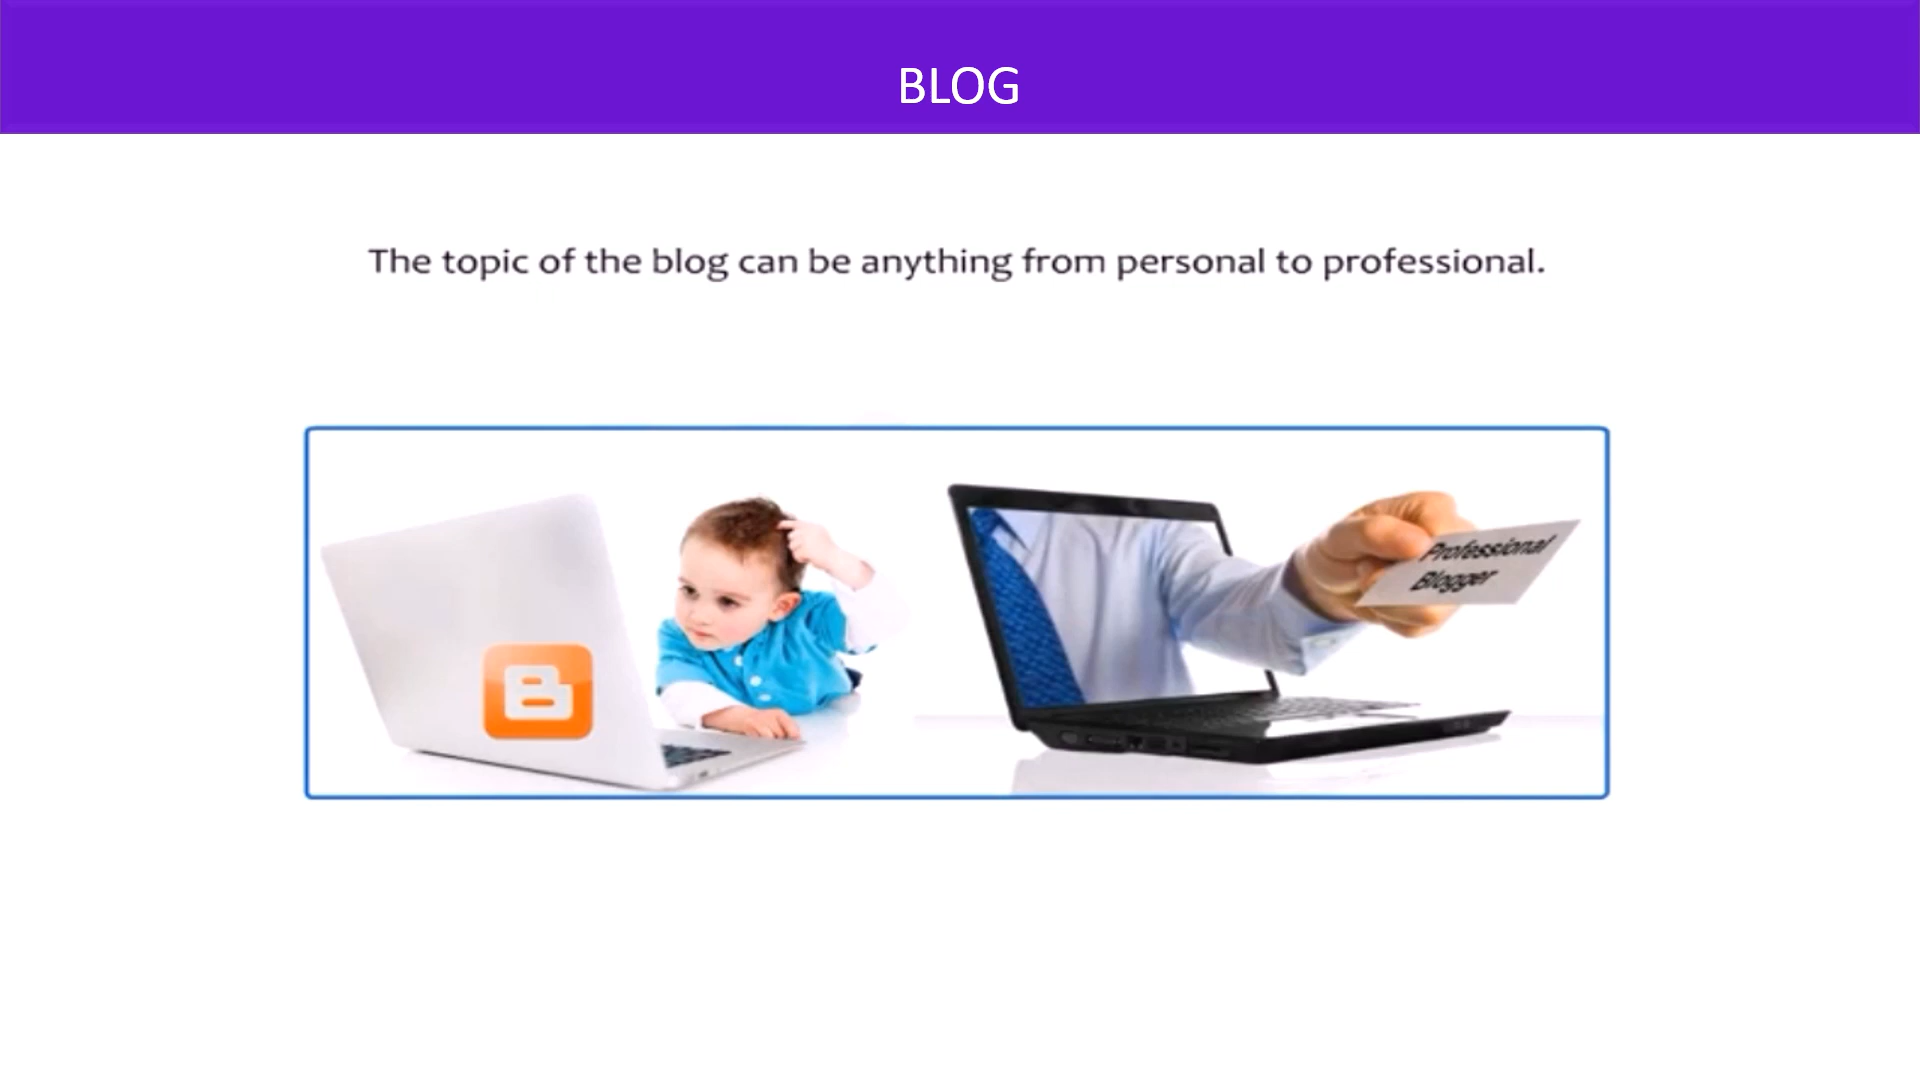 BLOG
The topic of the blog can be anything from personal to professional.
B
Professional
Blogger